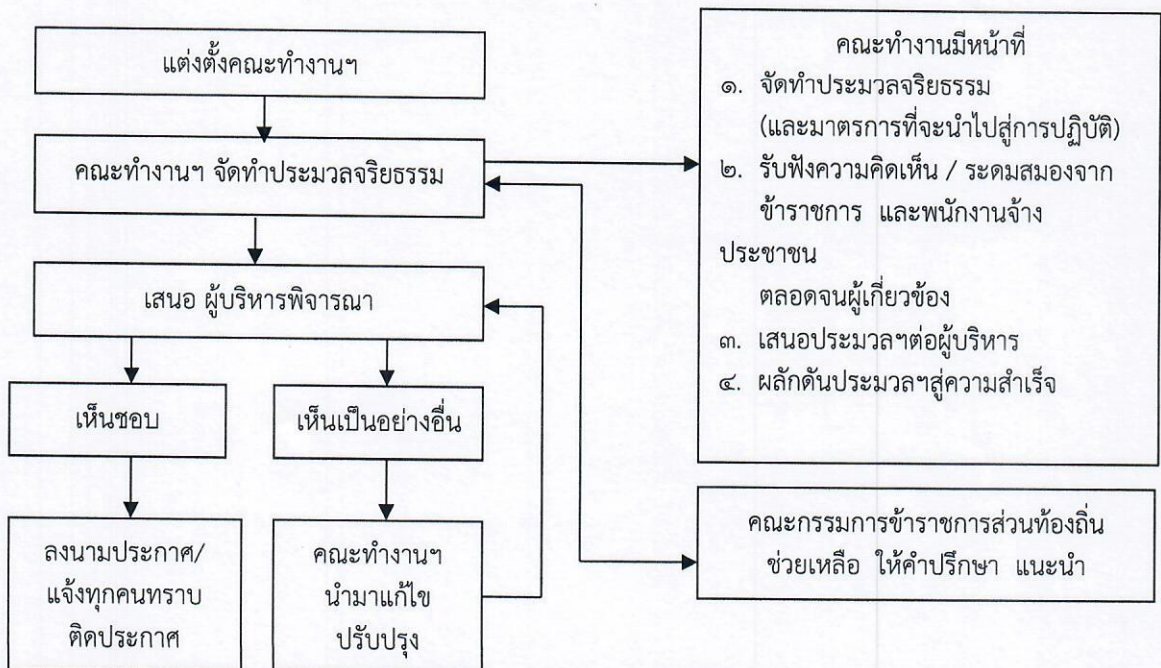 แต่งตั้งคณะทำงานฯ
คณะทำงานฯ จัดทำประมวลจริยธรรม
เสนอ ผู้บริหารพิจารณา
เห็นชอบ
เห็นเป็นอย่างอื่น
ลงนามประกาศ/
แจ้งทุกคนทราบ
ติดประกาศ
คณะทำงานฯ
นำมาแก้ไข
ปรับปรุง
คณะทำงานมีหน้าที่
๑. จัดทำประมวลจริยธรรม
(และมาตรการที่จะนำไปสู่การปฏิบัติ)
๒. รับฟังความคิดเห็น / ระดมสมองจาก
ข้าราชการ และพนักงานจ้าง
ประชาชน
ตลอดจนผู้เกี่ยวข้อง
๓. เสนอประมวลฯต่อผู้บริหาร
๔. ผลักดันประมวลฯสู่ความสำเร็จ
คณะกรรมการข้าราชการส่วนท้องถิ่น
ช่วยเหลือ ให้คำปรึกษา แนะนำ